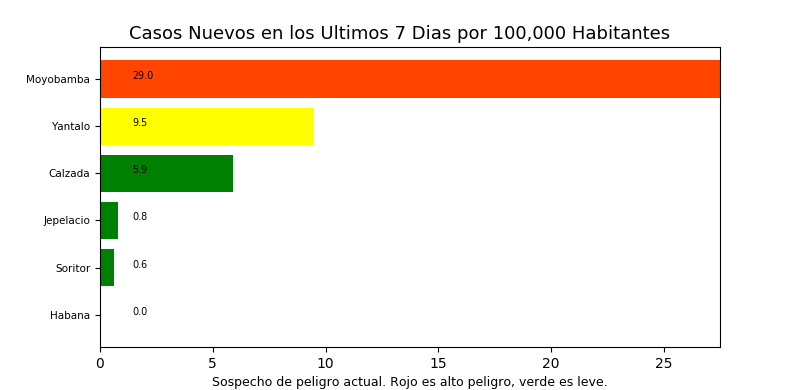 Casos Nuevos en los Ultimos 7 Dias por 100,000 Habitantes
Moyobamba 29.0
Yantalo 9.5
Calzada 5.9
Jepelacio 0.8
Soritor 0.6
Habana 0.0
0 5 10 15 20 25
Sospecho de peligro actual. Rojo es alto peligro, verde es leve.